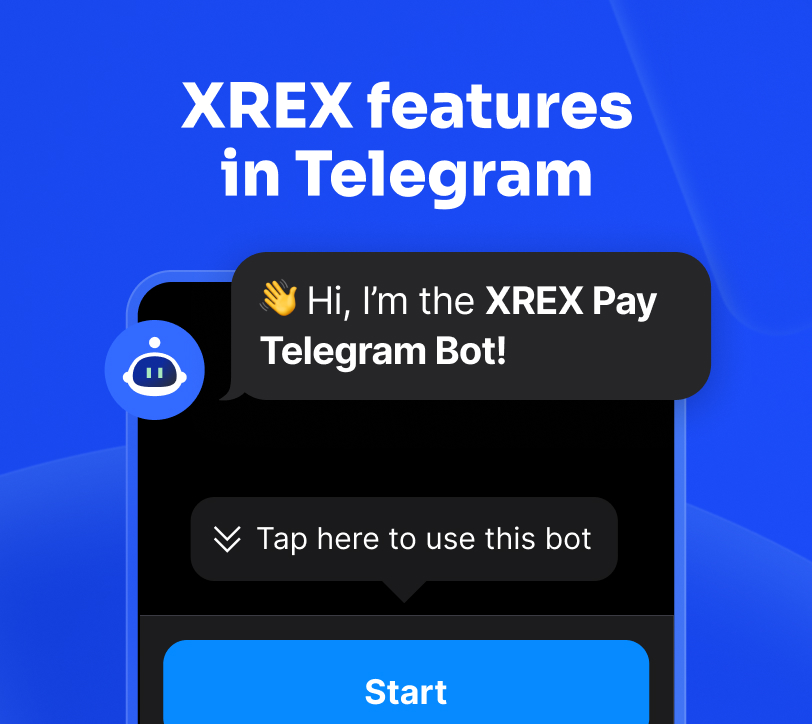 XREX features
in Telegram
👋 Hi, I’m the XREX Pay
Telegram Bot!
Tap here to use this bot
Start